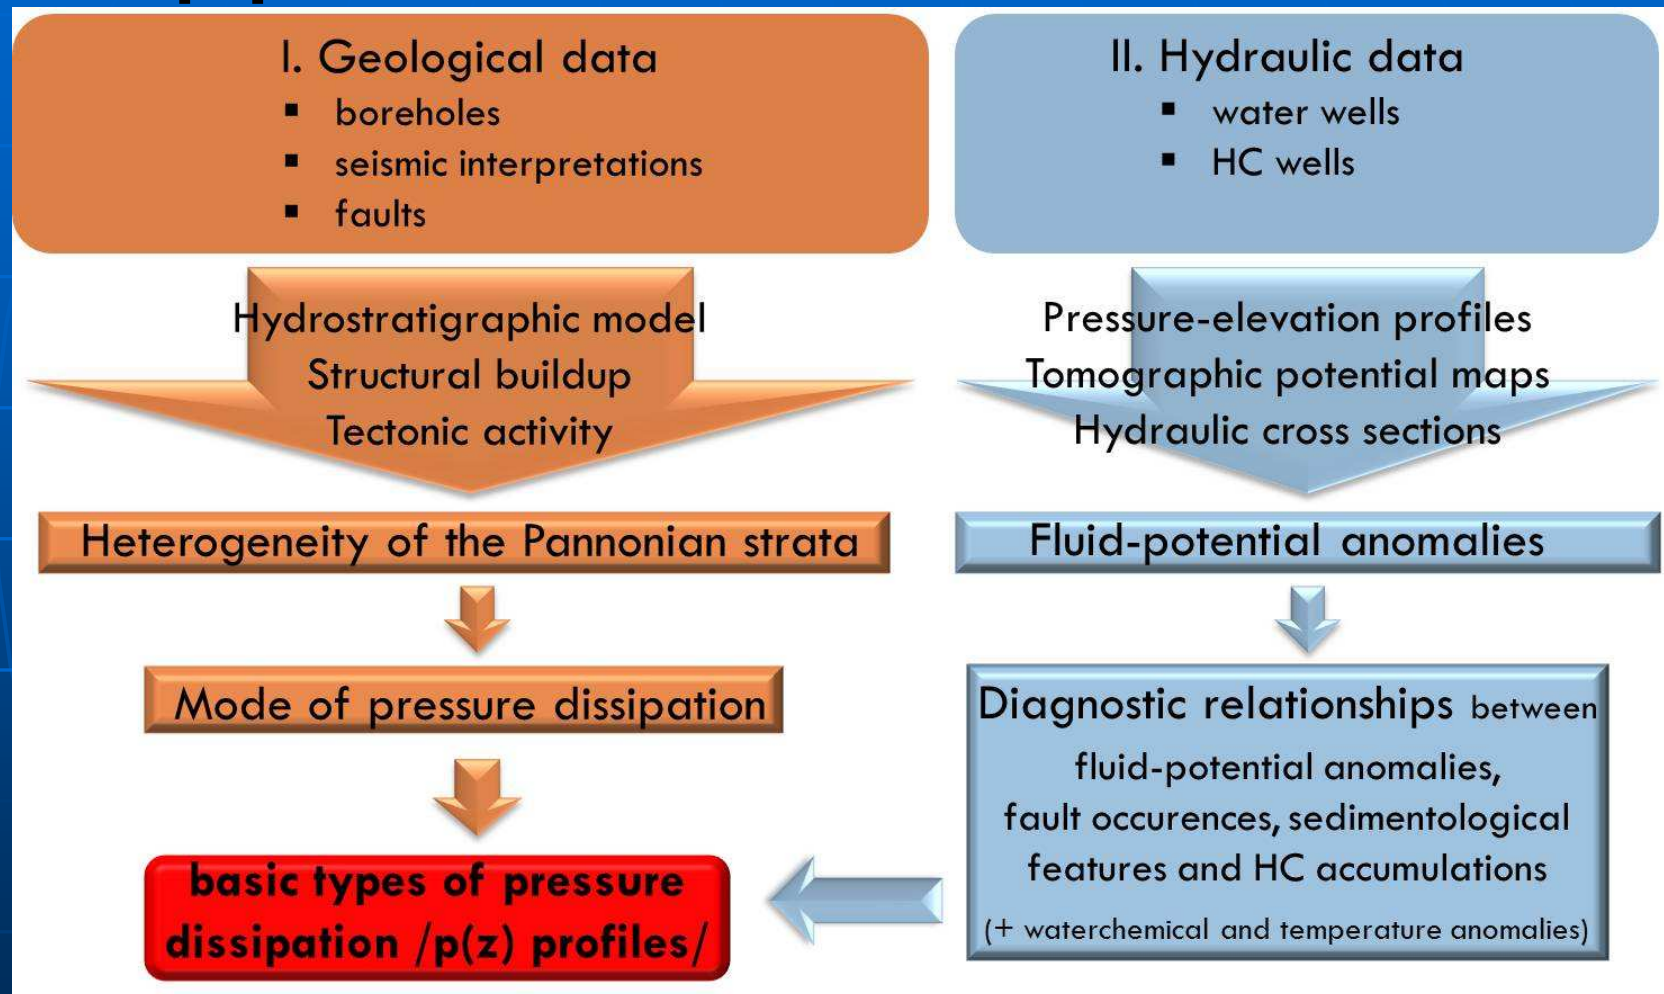 I. Geological data
▪ boreholes
▪ seismic interpretations
▪ faults
Hydrostratigraphic model
Structural buildup
Tectonic activity
Heterogeneity of the Pannonian strata
Mode of pressure dissipation
basic types of pressure
dissipation /p(z) profiles/
II. Hydraulic data
▪ water wells
▪ HC wells
Pressure-elevation profiles
Tomographic potential maps
Hydraulic cross sections
Fluid-potential anomalies
Diagnostic relationships between
fluid-potential anomalies,
fault occurences, sedimentological
features and HC accumulations
(+ waterchemical and temperature anomalies)